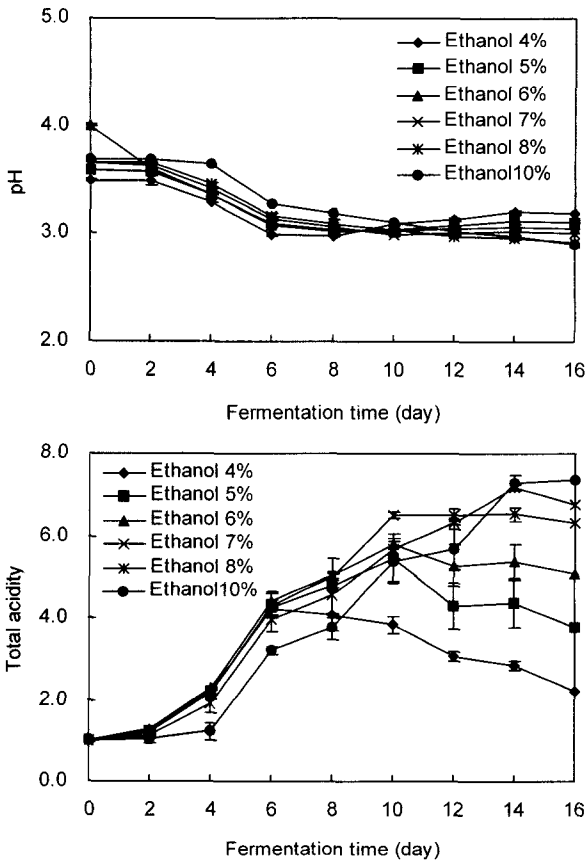 5.0
4.0
3.0
2.0
pH
Ethanol 4%
Ethanol 5%
Ethanol 6%
Ethanol 7%
Ethanol 8%
Ethanol10%
0 2 4 6 8 10 12 14 16
Fermentation time (day)
8.0
6.0
4.0
2.0
0.0
Total acidity
Ethanol 4%
Ethanol 5%
Ethanol 6%
Ethanol 7%
Ethanol 8%
Ethanol10%
0 2 4 6 8 10 12 14 16
Fermentation time (day)